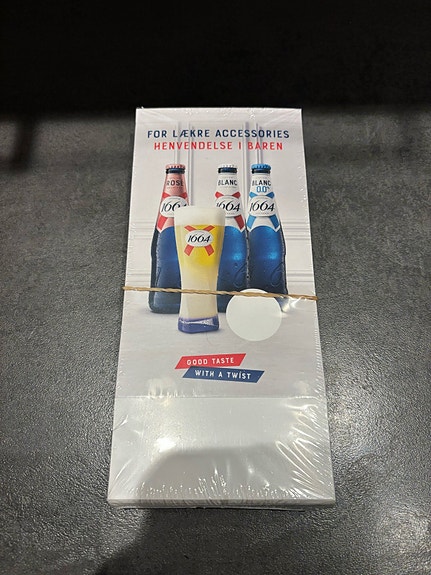 FOR LÆKRE ACCESSORIES
HENVENDELSE I BAREN
ROSÉ
BLANC
BLANC
0.0%
1664
1664
1664
1664
GOOD TASTE
WITH A TWIST